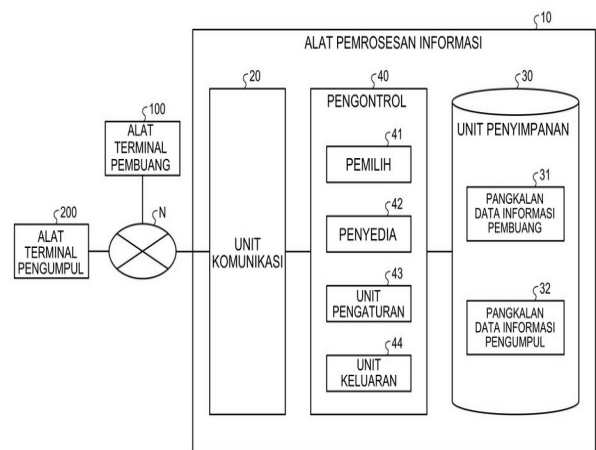 10
ALAT PEMROSESAN INFORMASI
20
40
30
PENGONTROL
UNIT PENYIMPANAN
100
ALAT
TERMINAL
PEMBUANG
41
PEMILIH
31
PANGKALAN
DATA INFORMASI
PEMBUANG
200
ALAT
TERMINAL
PENGUMPUL
N
UNIT
KOMUNIKASI
42
PENYEDIA
43
UNIT
PENGATURAN
32
PANGKALAN
DATA INFORMASI
PENGUMPUL
44
UNIT
KELUARAN